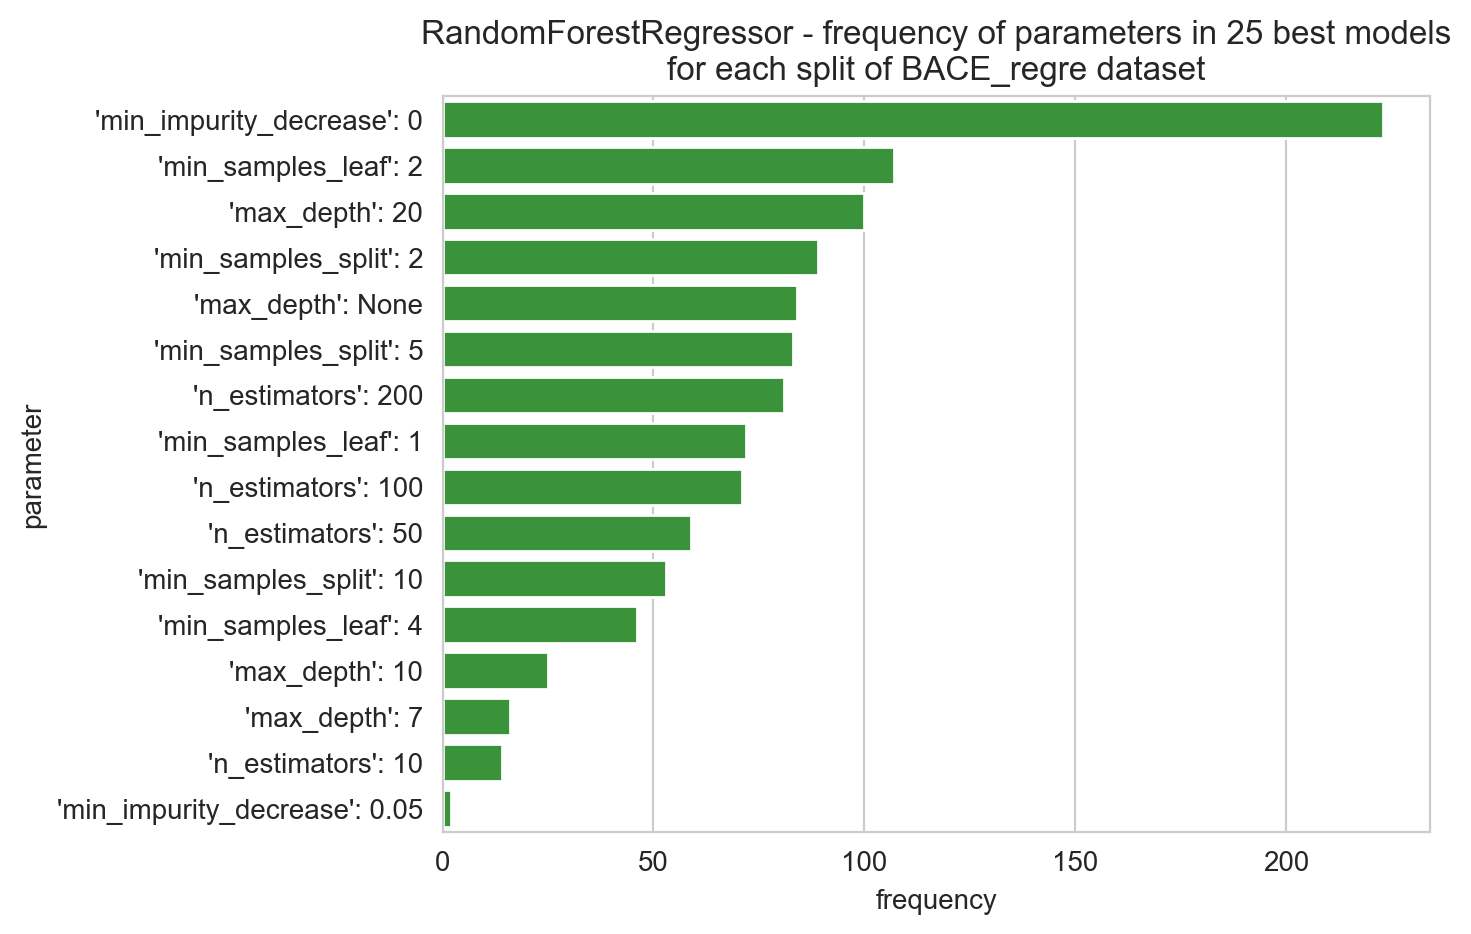 RandomForestRegressor - frequency of parameters in 25 best models
for each split of BACE_regre dataset
'min_impurity_decrease': 0
'min_samples_leaf': 2
'max_depth': 20
'min_samples_split': 2
'max_depth': None
'min_samples_split': 5
'n_estimators': 200
'min_samples_leaf': 1
'n_estimators': 100
'n_estimators': 50
'min_samples_split': 10
'min_samples_leaf': 4
'max_depth': 10
'max_depth': 7
'n_estimators': 10
'min_impurity_decrease': 0.05
parameter
0 50 100 150 200
frequency